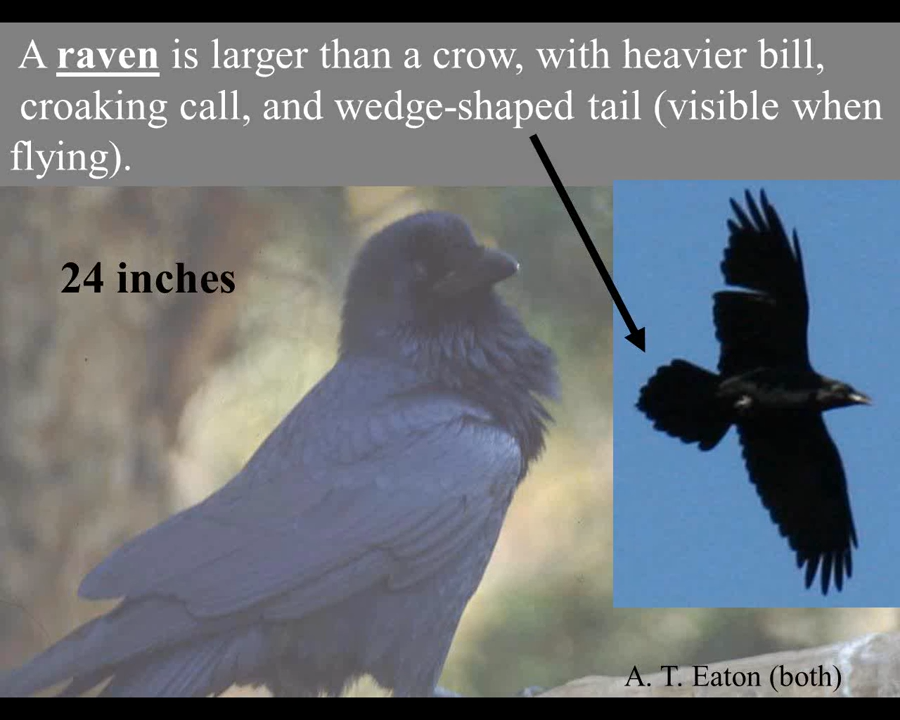 A raven is larger than a crow, with heavier bill,
croaking call, and wedge-shaped tail (visible when
flying).
24 inches
A. T. Eaton (both)